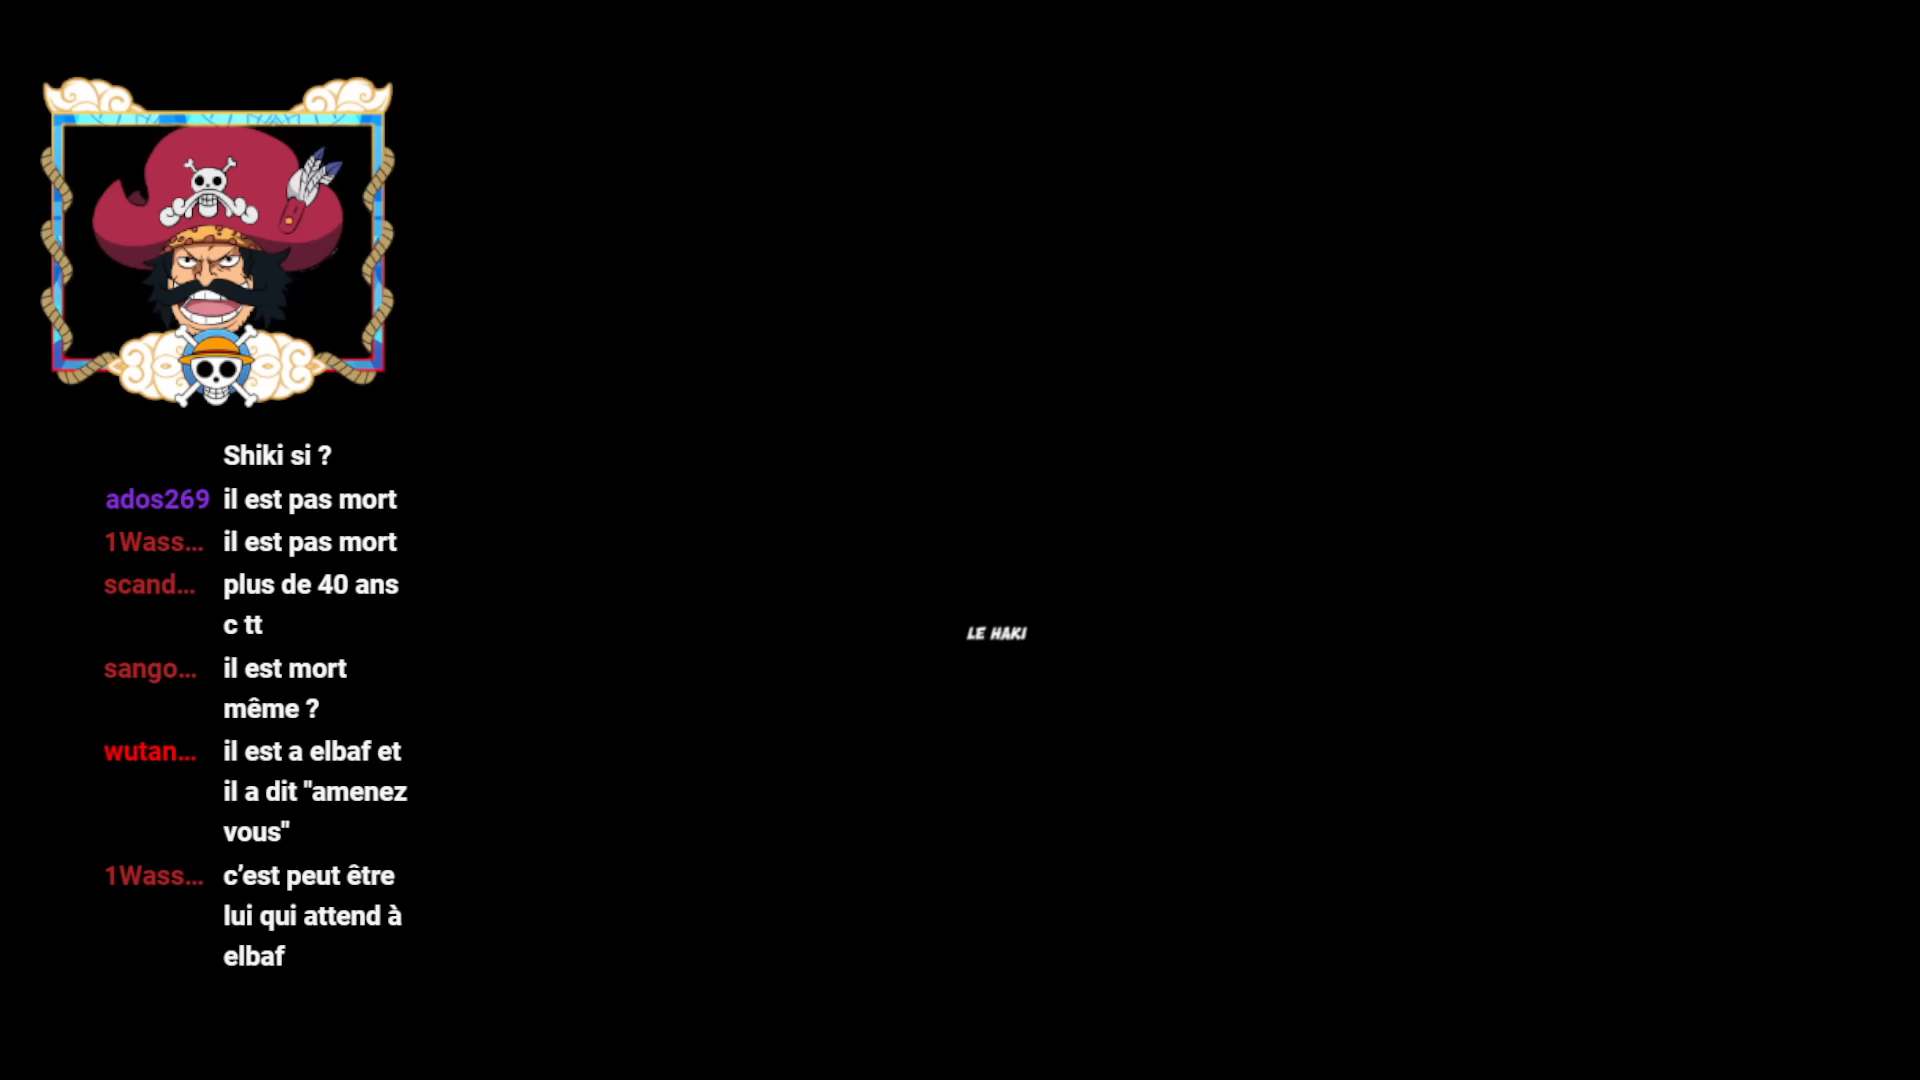 Shiki si ?
ados269 il est pas mort
1Wass... il est pas mort
scand... plus de 40 ans
c tt
sango... il est mort
même ?
wutan... il est a elbaf et
il a dit "amenez
vous"
1Wass... c'est peut être
lui qui attend à
elbaf
LE HAKI